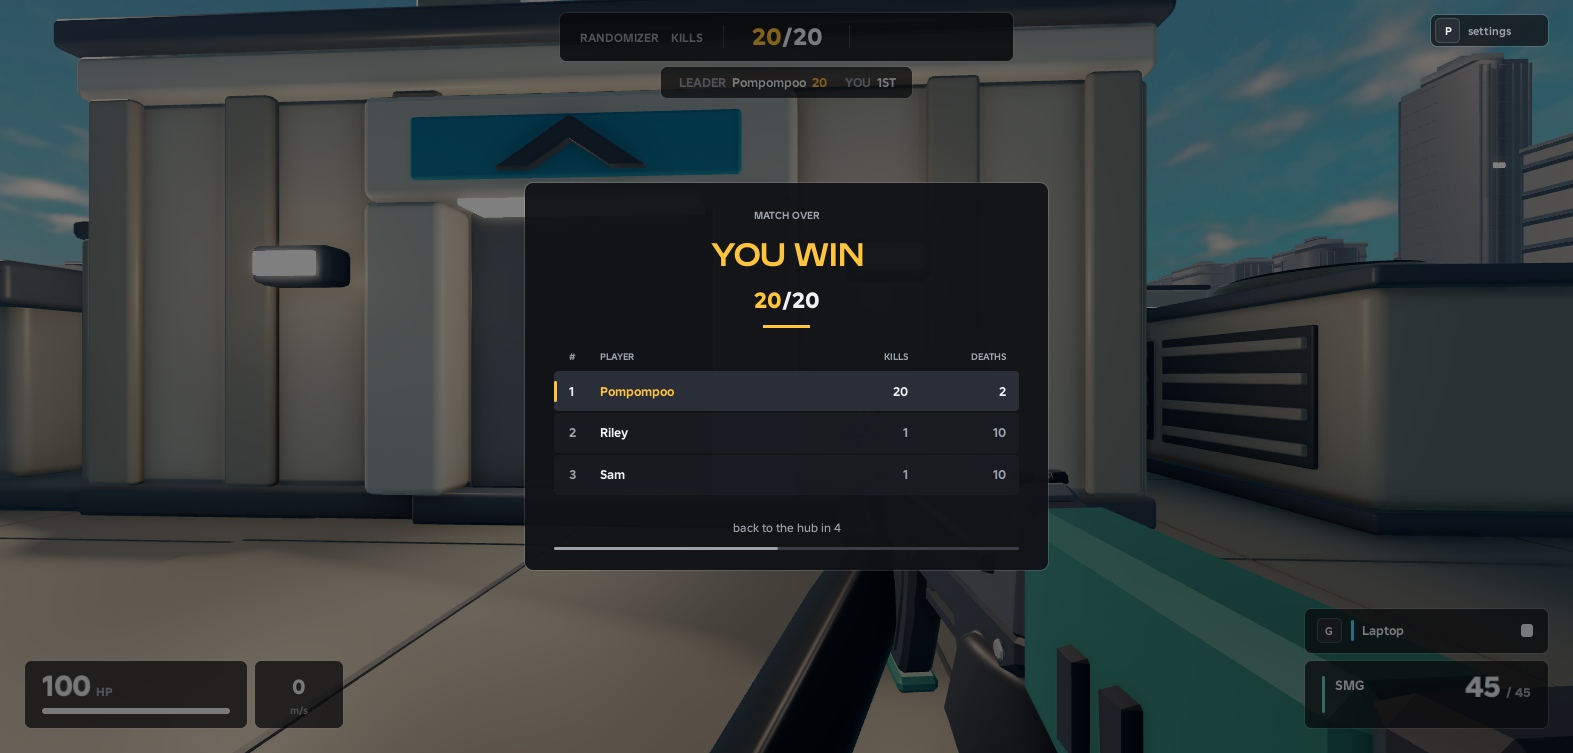 RANDOMIZER KILLS 20/20
P settings
LEADER Pompompoo 20 YOU 1ST
MATCH OVER
YOU WIN
20/20
# PLAYER KILLS DEATHS
1 Pompompoo 20 2
2 Riley 1 10
3 Sam 1 10
back to the hub in 4
G Laptop
100 HP
0
m/s
SMG 45 / 45